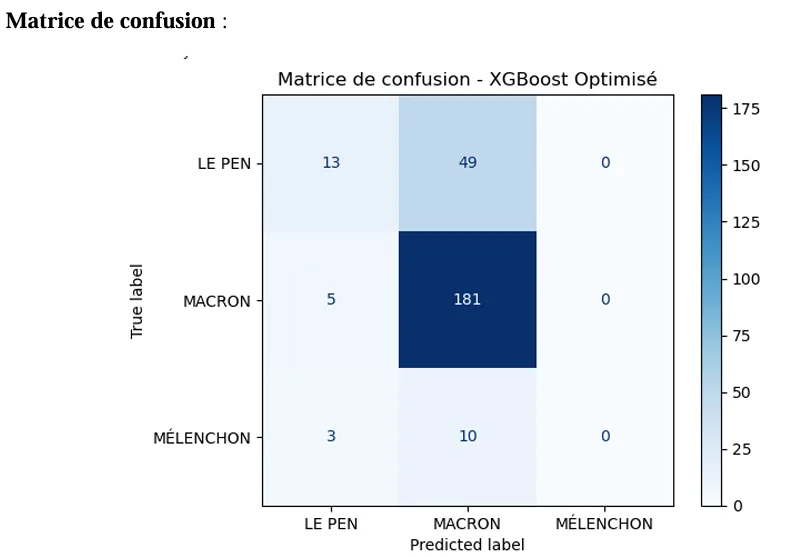 Matrice de confusion :
Matrice de confusion - XGBoost Optimisé
175
LE PEN 13 49 0
150
125
True label
MACRON 5 181 0
100
75
50
MÉLENCHON 3 10 0
25
0
LE PEN MACRON MÉLENCHON
Predicted label